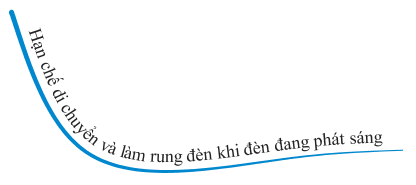 Hạn chế di chuyển và làm rung đèn khi đèn đang phát sáng